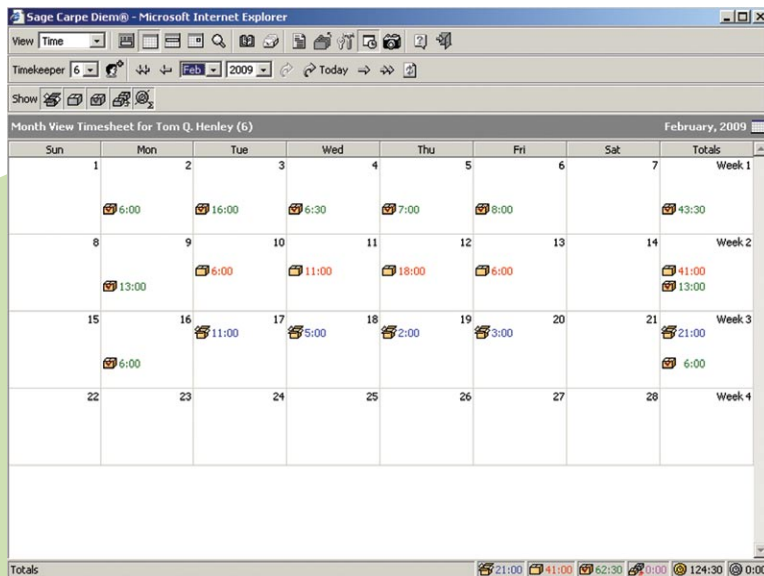 Sage Carpe Diem® - Microsoft Internet Explorer
View Time
Timekeeper 6 Feb 2009 Today
Show
Month View Timesheet for Tom Q. Henley (6) February, 2009
Sun Mon Tue Wed Thu Fri Sat Totals
1 2 3 4 5 6 7 Week 1
6:00 16:00 6:30 7:00 8:00 43:30
8 9 10 11 12 13 14 Week 2
6:00 11:00 18:00 6:00 41:00
13:00 13:00
15 16 17 18 19 20 21 Week 3
11:00 5:00 2:00 3:00 21:00
6:00 6:00
22 23 24 25 26 27 28 Week 4
Totals 21:00 41:00 62:30 0:00 124:30 0:00